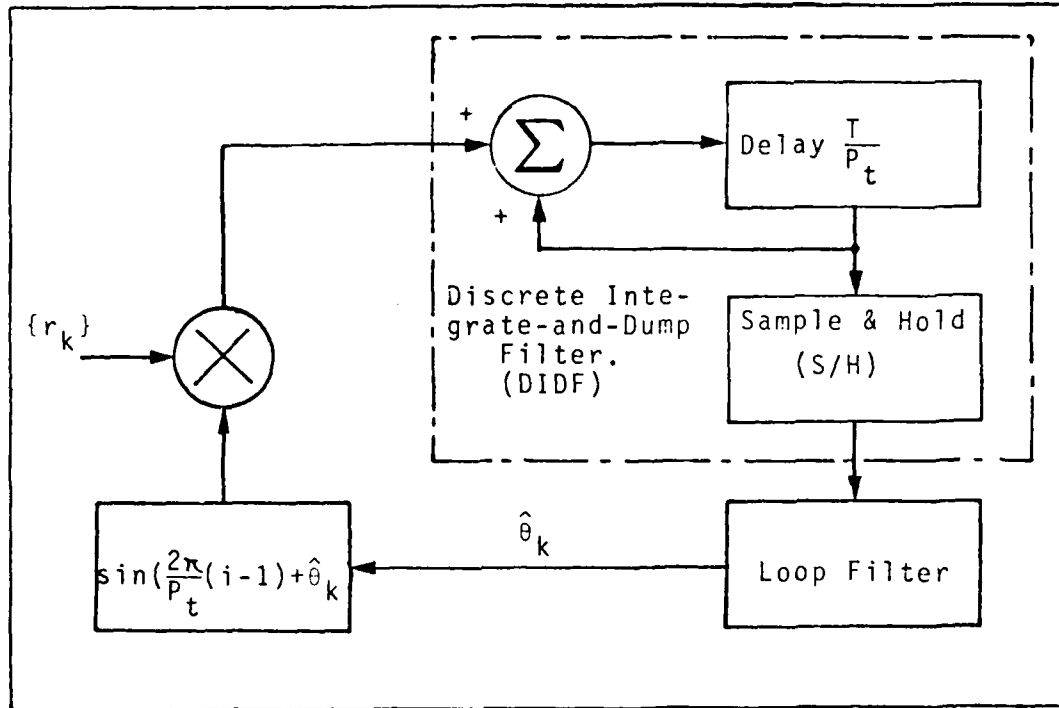 +
Σ
+
Delay T/P_t
{r_k}
Discrete Inte-
grate-and-Dump
Filter.
(DIDF)
Sample & Hold
(S/H)
sin(2π/P_t(i-1)+θ̂_k
θ̂_k
Loop Filter